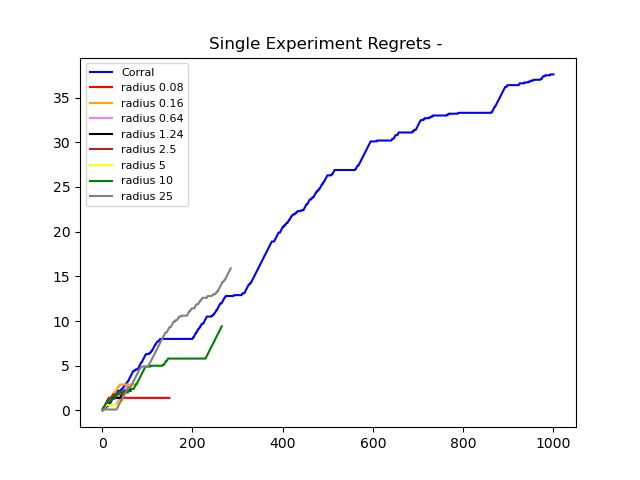 Single Experiment Regrets -
Corral
radius 0.08
radius 0.16
radius 0.64
radius 1.24
radius 2.5
radius 5
radius 10
radius 25
35
30
25
20
15
10
5
0
0 200 400 600 800 1000